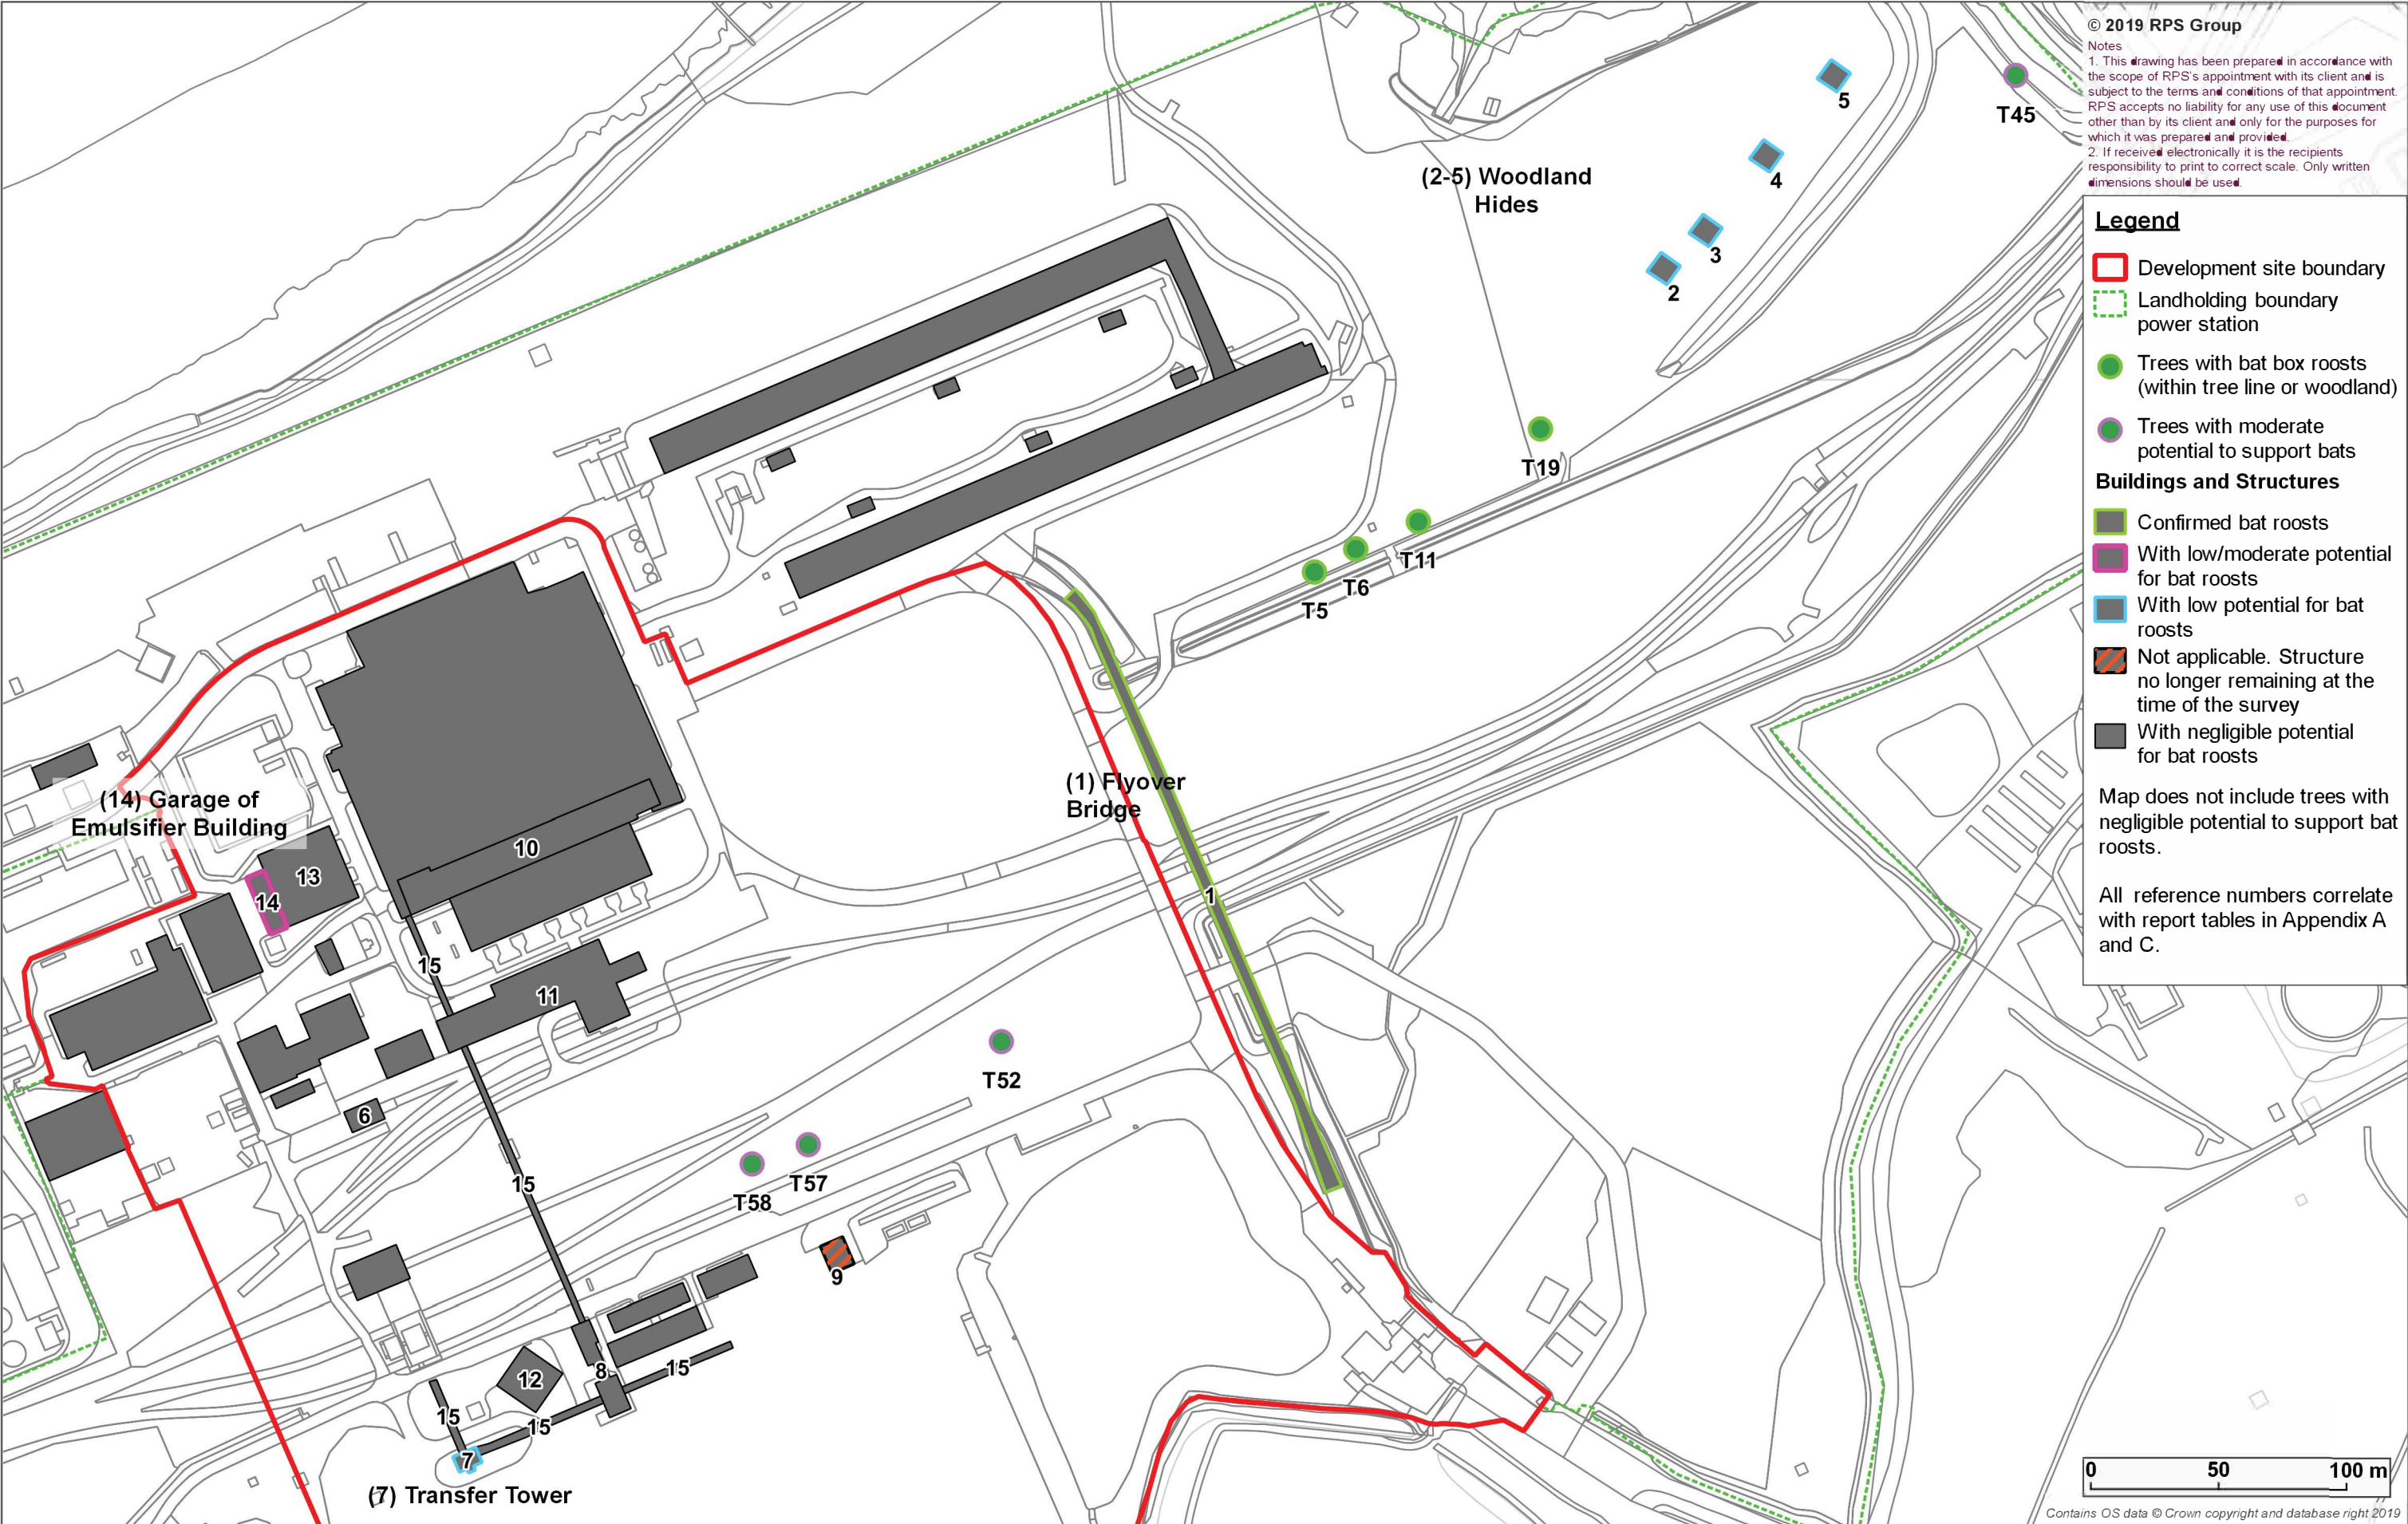 © 2019 RPS Group
Notes
1. This drawing has been prepared in accordance with
the scope of RPS's appointment with its client and is
subject to the terms and conditions of that appointment.
RPS accepts no liability for any use of this document
other than by its client and only for the purposes for
which it was prepared and provided.
2. If received electronically it is the recipients
responsibility to print to correct scale. Only written
dimensions should be used.
Legend
Development site boundary
Landholding boundary
power station
Trees with bat box roosts
(within tree line or woodland)
Trees with moderate
potential to support bats
Buildings and Structures
Confirmed bat roosts
With low/moderate potential
for bat roosts
With low potential for bat
roosts
Not applicable. Structure
no longer remaining at the
time of the survey
With negligible potential
for bat roosts
Map does not include trees with
negligible potential to support bat
roosts.
All reference numbers correlate
with report tables in Appendix A
and C.
0 50 100 m
Contains OS data © Crown copyright and database right 2019
5
T45
4
(2-5) Woodland
Hides
3
2
T19
T11
T6
T5
(1) Flyover
Bridge
(14) Garage of
Emulsifier Building
10
13
14
1
15
11
T52
6
15
T57
T58
9
8
15
12
15
15
7
(7) Transfer Tower